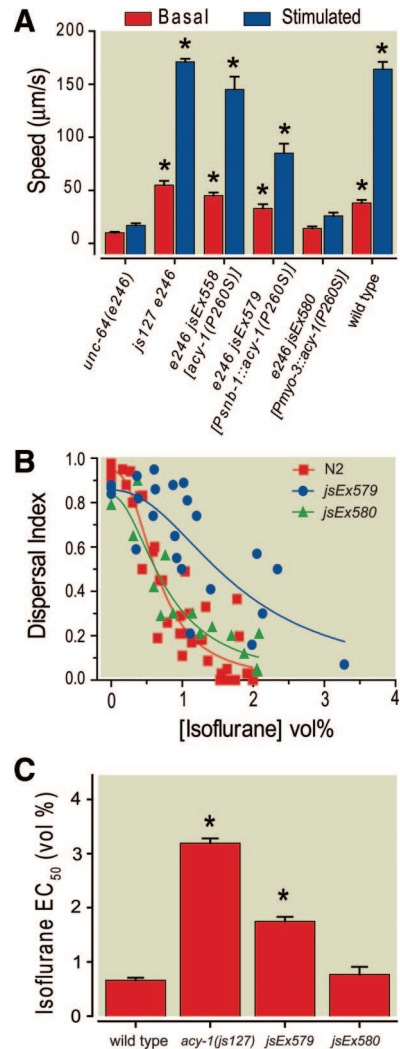 A
Basal
Stimulated
Speed (μm/s)
200
150
100
50
0
unc-64(e246)
js127 e246
e246 jsEx558
[acy-1(P260S)]
e246 jsEx579
[Psnb-1::acy-1(P260S)]
e246 jsEx580
[Pmyo-3::acy-1(P260S)]
wild type
* * * * * * * *
B
Dispersal Index
1.0
0.8
0.6
0.4
0.2
0.0
N2
jsEx579
jsEx580
0 1 2 3 4
[Isoflurane] vol%
C
Isoflurane EC50 (vol %)
4
3
2
1
0
* *
wild type acy-1(js127) jsEx579 jsEx580